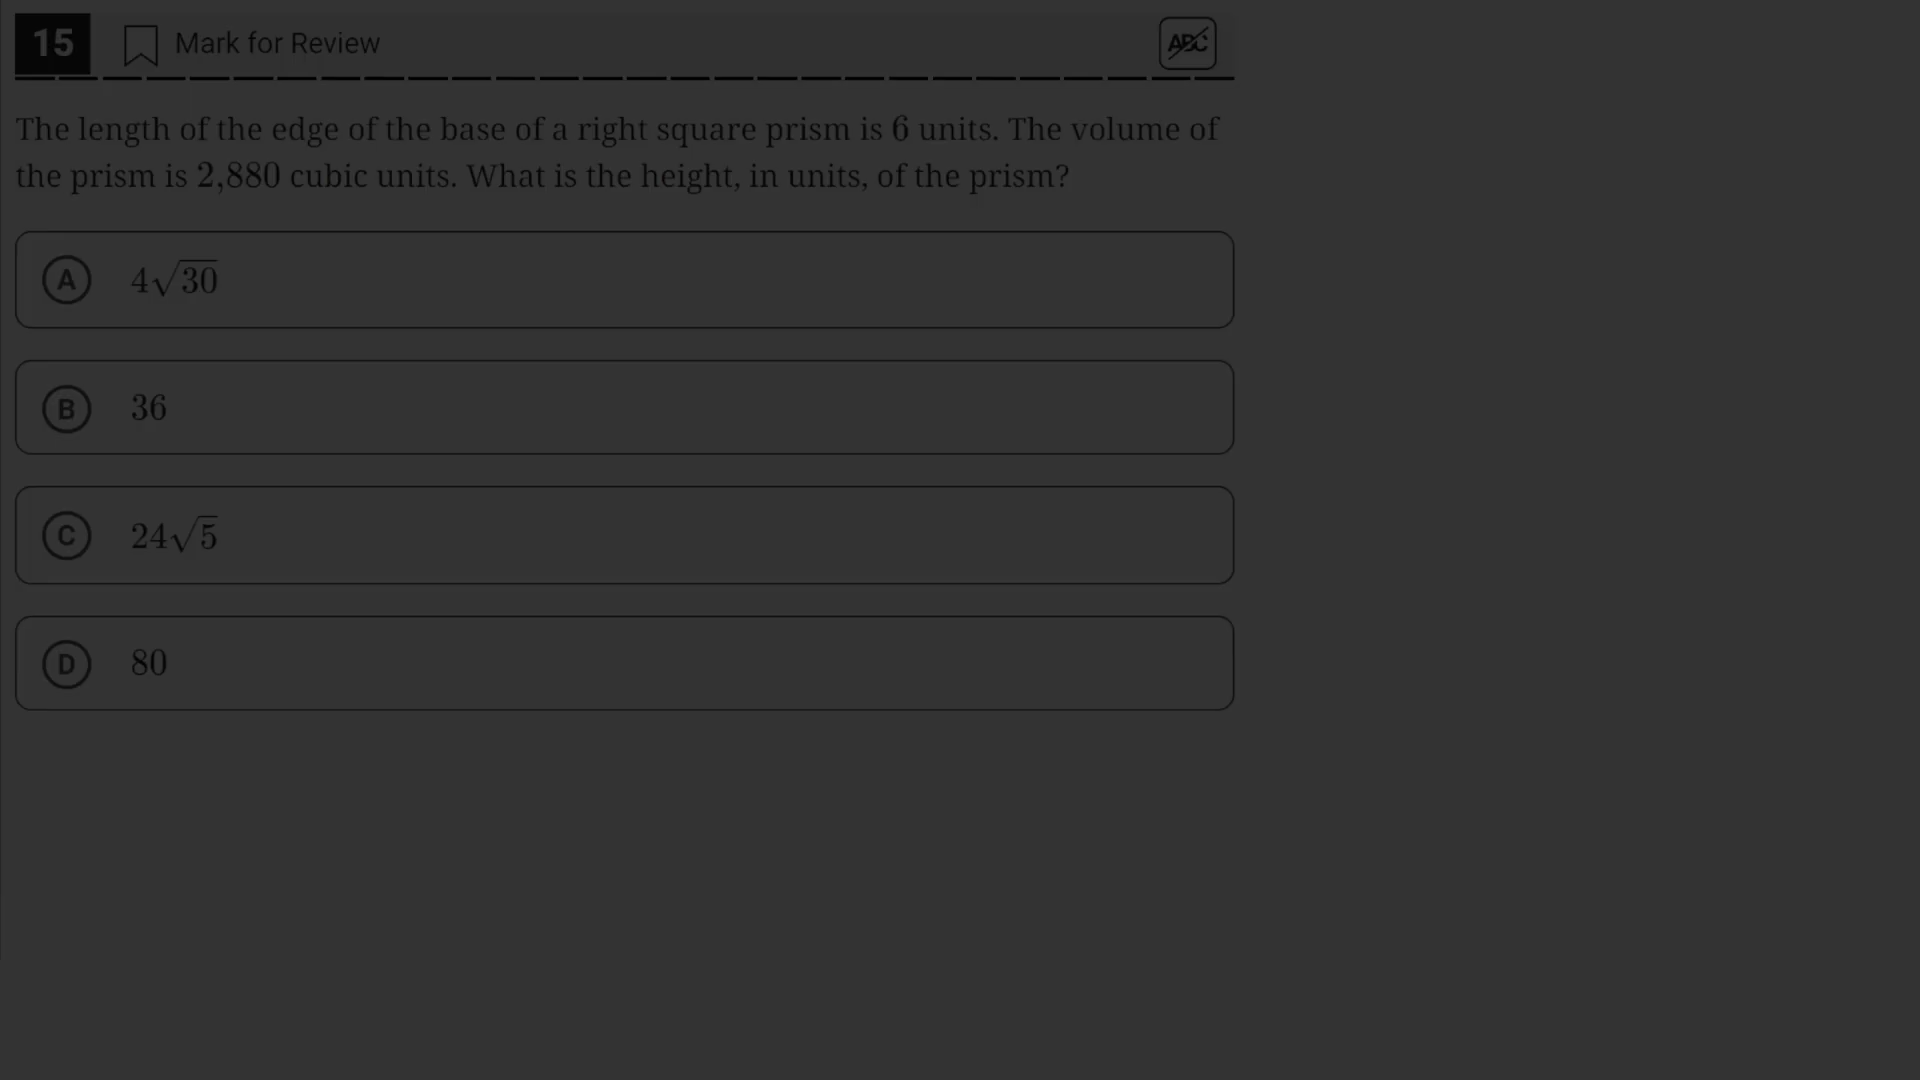 15 Mark for Review ABC
The length of the edge of the base of a right square prism is 6 units. The volume of
the prism is 2,880 cubic units. What is the height, in units, of the prism?
A 4√30
B 36
C 24√5
D 80